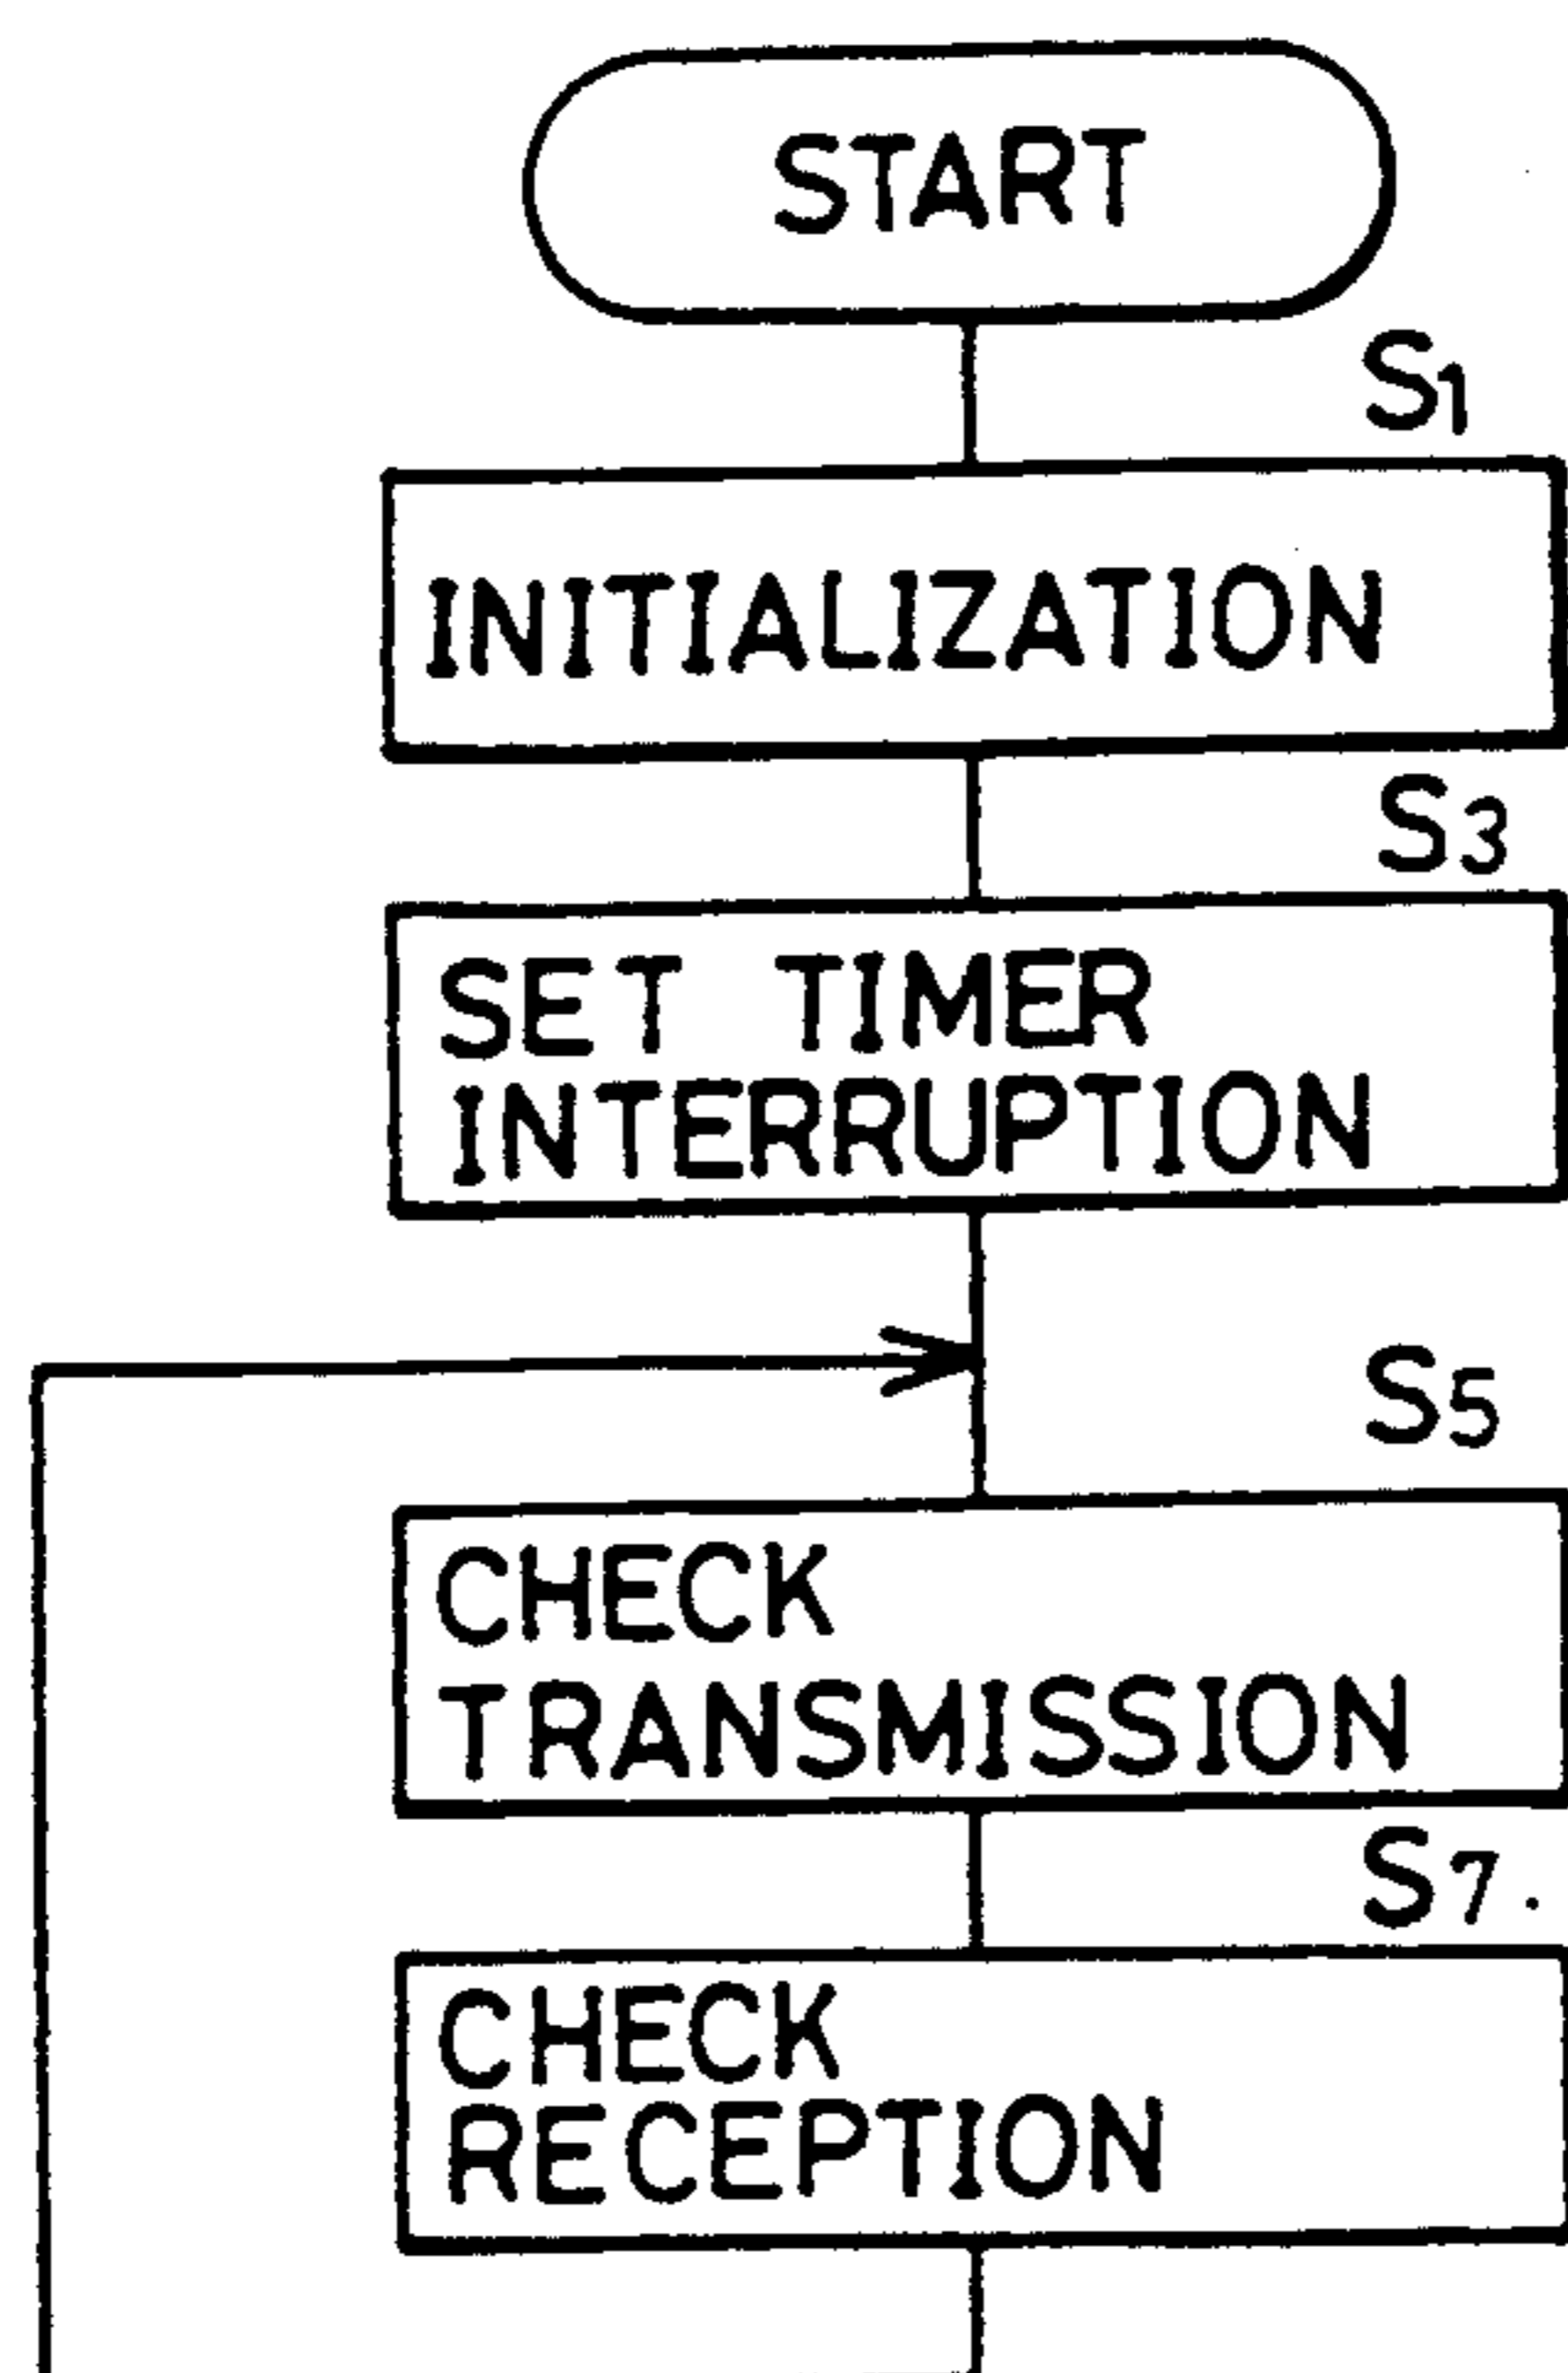 START
S1
INITIALIZATION
S3
SET TIMER
INTERRUPTION
S5
CHECK
TRANSMISSION
S7
CHECK
RECEPTION